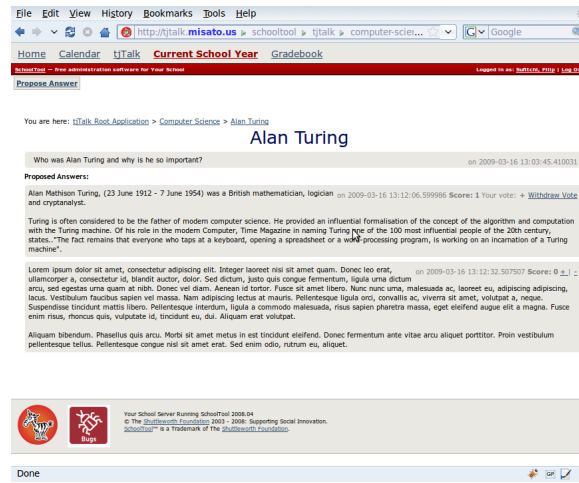 File Edit View History Bookmarks Tools Help
http://tjtalk.misato.us schooltool tjtalk computer-scier... Google
Home Calendar tjTalk Current School Year Gradebook
SchoolTool — free administration software for Your School Logged in as: Suffichi, Filip | Log O
Propose Answer
You are here: tjTalk Root Application > Computer Science > Alan Turing
Alan Turing
Who was Alan Turing and why is he so important? on 2009-03-16 13:03:45.410031
Proposed Answers:
Alan Mathison Turing, (23 June 1912 - 7 June 1954) was a British mathematician, logician on 2009-03-16 13:12:06.599986 Score: 1 Your vote: + Withdraw Vote
and cryptanalyst.
Turing is often considered to be the father of modern computer science. He provided an influential formalisation of the concept of the algorithm and computation
with the Turing machine. Of his role in the modern Computer, Time Magazine in naming Turing one of the 100 most influential people of the 20th century,
states.."The fact remains that everyone who taps at a keyboard, opening a spreadsheet or a word-processing program, is working on an incarnation of a Turing
machine".
Lorem ipsum dolor sit amet, consectetur adipiscing elit. Integer laoreet nisi sit amet quam. Donec leo erat, on 2009-03-16 13:12:32.507507 Score: 0 + | -
ullamcorper a, consectetur id, blandit auctor, dolor. Sed dictum, justo quis congue fermentum, ligula urna dictum
arcu, sed egestas urna quam at nibh. Donec vel diam. Aenean id tortor. Fusce sit amet libero. Nunc nunc urna, malesuada ac, laoreet eu, adipiscing adipiscing,
lacus. Vestibulum faucibus sapien vel massa. Nam adipiscing lectus at mauris. Pellentesque ligula orci, convallis ac, viverra sit amet, volutpat a, neque.
Suspendisse tincidunt mattis libero. Pellentesque interdum, ligula a commodo malesuada, risus sapien pharetra massa, eget eleifend augue elit a magna. Fusce
enim risus, rhoncus quis, vulputate id, tincidunt eu, dui. Aliquam erat volutpat.
Aliquam bibendum. Phasellus quis arcu. Morbi sit amet metus in est tincidunt eleifend. Donec fermentum ante vitae arcu aliquet porttitor. Proin vestibulum
pellentesque tellus. Pellentesque congue nisl sit amet erat. Sed enim odio, rutrum eu, aliquet.
Bugs
Your School Server Running SchoolTool 2008.04
© The Shuttleworth Foundation 2003 - 2008: Supporting Social Innovation.
SchoolTool™ is a Trademark of The Shuttleworth Foundation.
Done GP